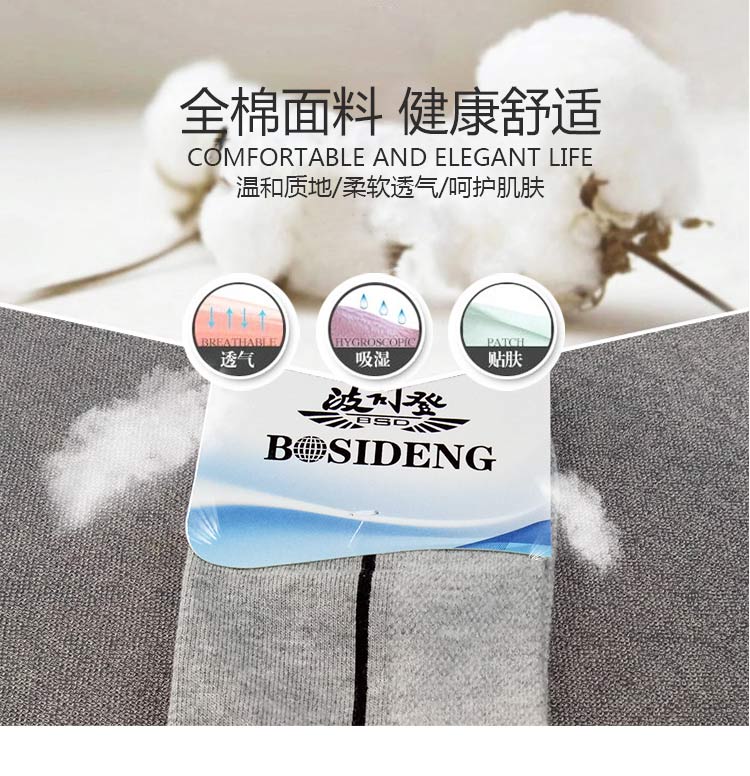 全棉面料 健康舒适
COMFORTABLE AND ELEGANT LIFE
温和质地/柔软透气/呵护肌肤
BREATHABLE
透气
HYGROSCOPIC
吸湿
PATCH
贴肤
波司登
BSD
BOSIDENG